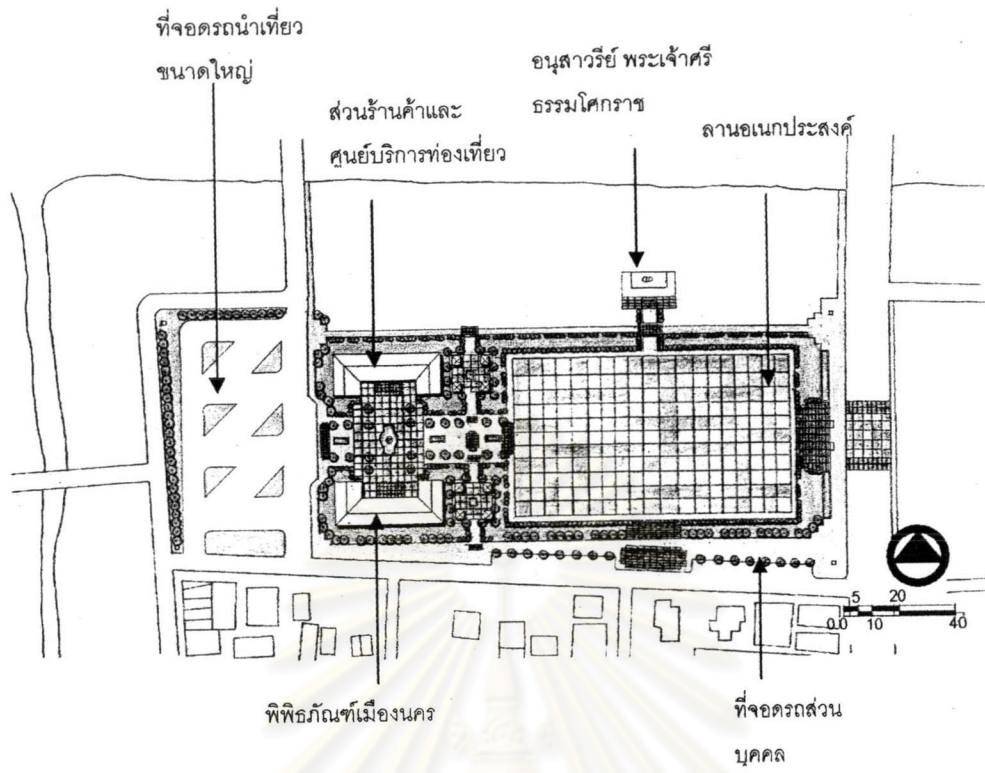 ที่จอดรถนำเที่ยว
ขนาดใหญ่
ส่วนร้านค้าและ
ศูนย์บริการท่องเที่ยว
อนุสาวรีย์ พระเจ้าศรี
ธรรมโศกราช
ลานอเนกประสงค์
5 20
0.0 10 40
พิพิธภัณฑ์เมืองนคร
ที่จอดรถส่วน
บุคคล